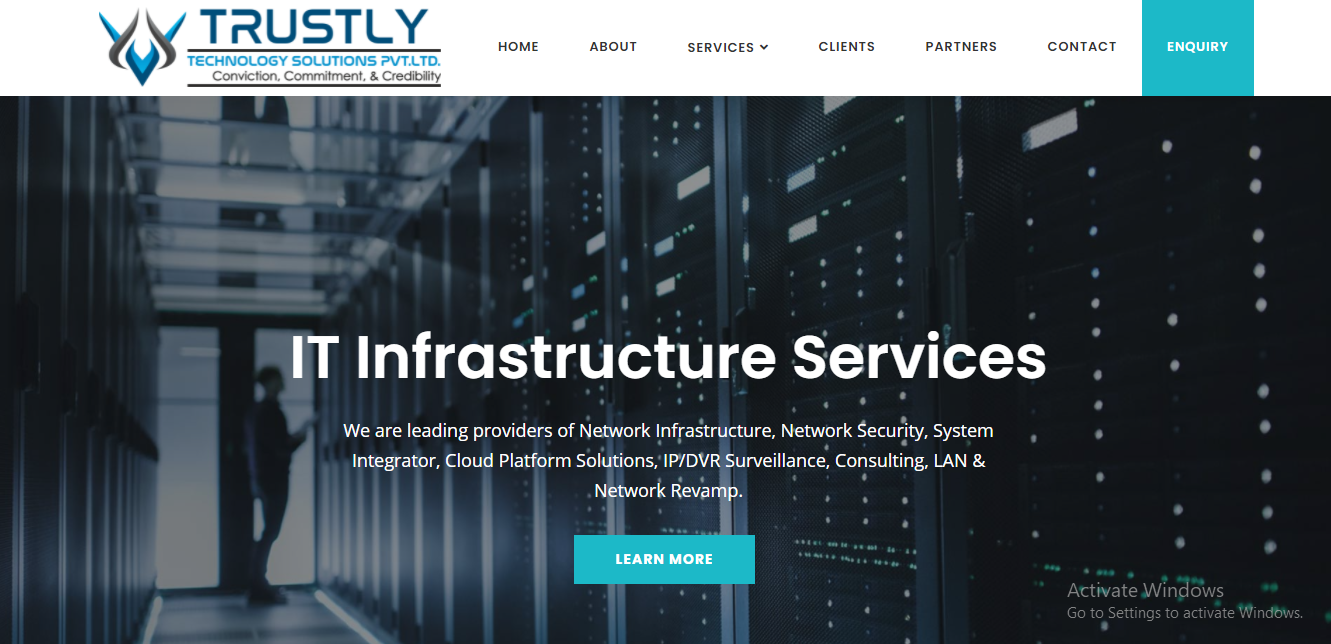 TRUSTLY
TECHNOLOGY SOLUTIONS PVT.LTD.
Conviction, Commitment, & Credibility
HOME ABOUT SERVICES CLIENTS PARTNERS CONTACT ENQUIRY
IT Infrastructure Services
We are leading providers of Network Infrastructure, Network Security, System
Integrator, Cloud Platform Solutions, IP/DVR Surveillance, Consulting, LAN &
Network Revamp.
LEARN MORE
Activate Windows
Go to Settings to activate Windows.